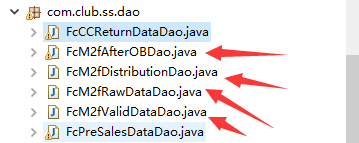 com.club.ss.dao
FcCCReturnDataDao.java
FcM2fAfterOBDao.java
FcM2fDistributionDao.java
FcM2fRawDataDao.java
FcM2fValidDataDao.java
FcPreSalesDataDao.java